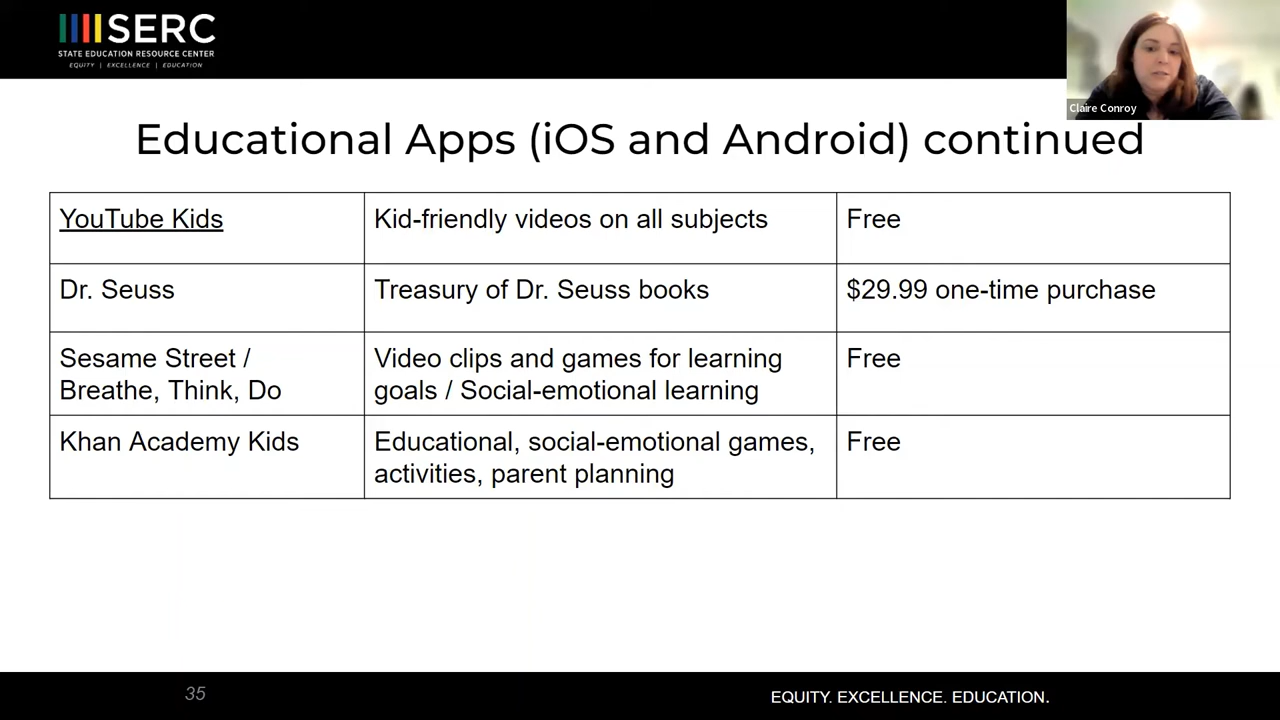 SERC
STATE EDUCATION RESOURCE CENTER
EQUITY | EXCELLENCE | EDUCATION
Claire Conroy
Educational Apps (iOS and Android) continued
YouTube Kids
Kid-friendly videos on all subjects
Free
Dr. Seuss
Treasury of Dr. Seuss books
$29.99 one-time purchase
Sesame Street /
Breathe, Think, Do
Video clips and games for learning
goals / Social-emotional learning
Free
Khan Academy Kids
Educational, social-emotional games,
activities, parent planning
Free
35
EQUITY. EXCELLENCE. EDUCATION.